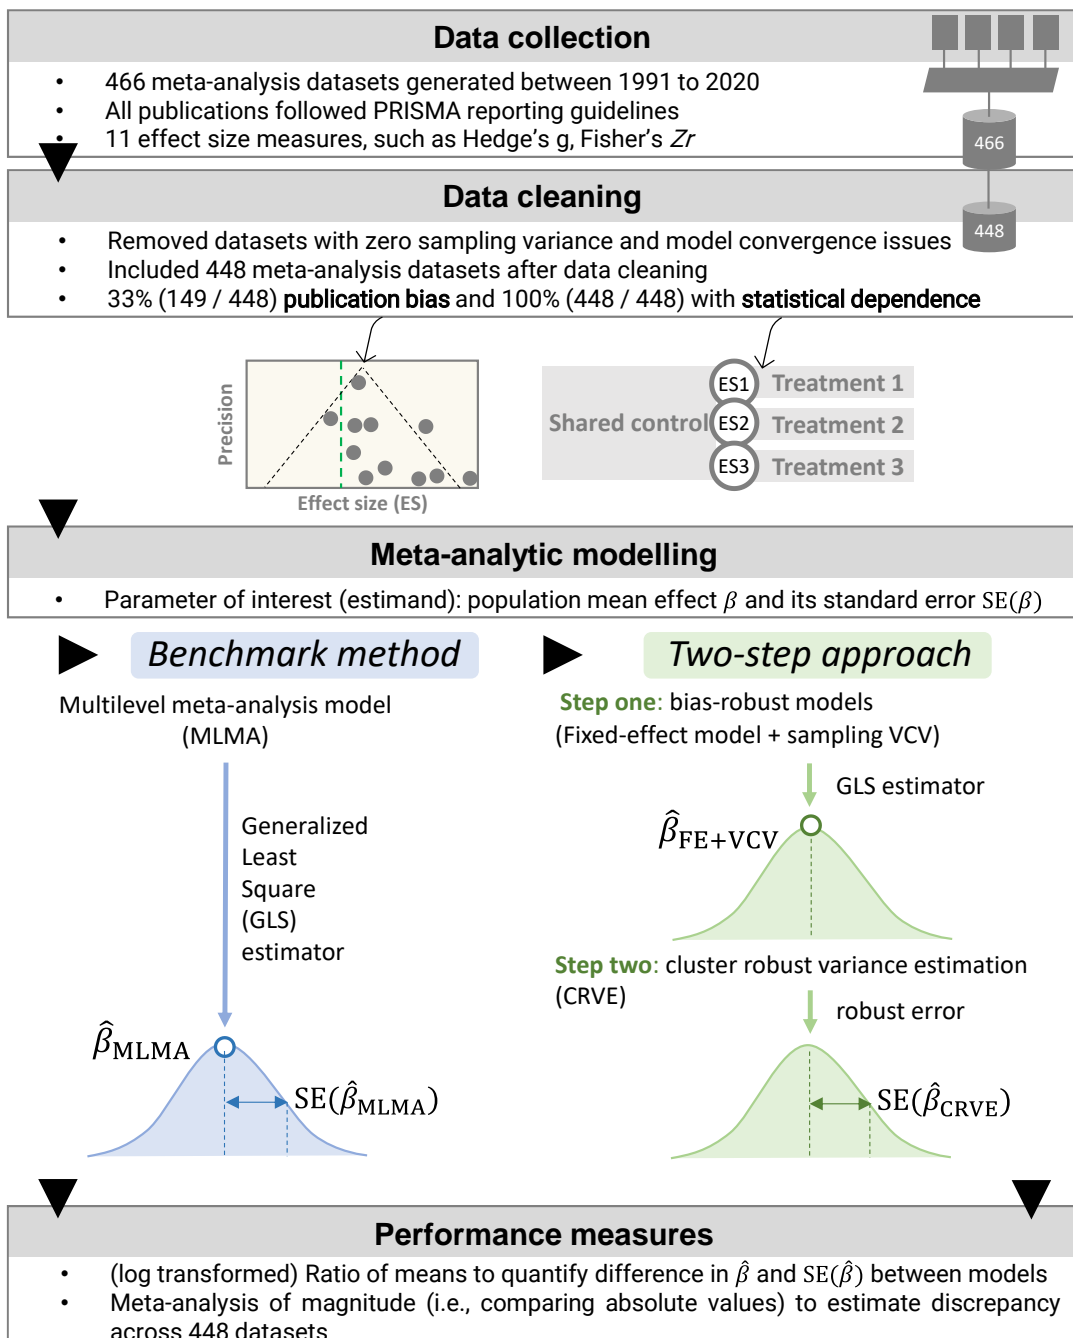 Data collection
• 466 meta-analysis datasets generated between 1991 to 2020
• All publications followed PRISMA reporting guidelines
• 11 effect size measures, such as Hedge's g, Fisher's Zr
466
Data cleaning
• Removed datasets with zero sampling variance and model convergence issues
• Included 448 meta-analysis datasets after data cleaning
• 33% (149 / 448) publication bias and 100% (448 / 448) with statistical dependence
448
Precision
Effect size (ES)
Shared control
ES1 Treatment 1
ES2 Treatment 2
ES3 Treatment 3
Meta-analytic modelling
• Parameter of interest (estimand): population mean effect β and its standard error SE(β)
Benchmark method
Multilevel meta-analysis model
(MLMA)
Generalized
Least
Square
(GLS)
estimator
β̂MLMA
SE(β̂MLMA)
Two-step approach
Step one: bias-robust models
(Fixed-effect model + sampling VCV)
GLS estimator
β̂FE+VCV
Step two: cluster robust variance estimation
(CRVE)
robust error
SE(β̂CRVE)
Performance measures
• (log transformed) Ratio of means to quantify difference in β̂ and SE(β̂) between models
• Meta-analysis of magnitude (i.e., comparing absolute values) to estimate discrepancy
across 448 datasets